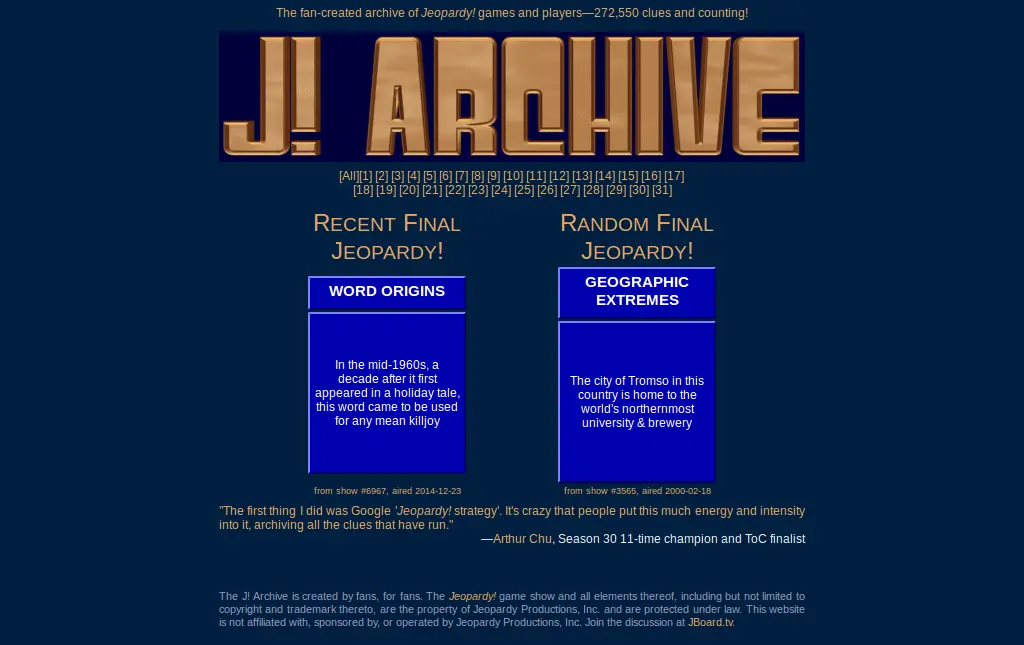 The fan-created archive of Jeopardy! games and players—272,550 clues and counting!
J! ARCHIVE
[All][1] [2] [3] [4] [5] [6] [7] [8] [9] [10] [11] [12] [13] [14] [15] [16] [17]
[18] [19] [20] [21] [22] [23] [24] [25] [26] [27] [28] [29] [30] [31]
RECENT FINAL
JEOPARDY!
WORD ORIGINS
In the mid-1960s, a
decade after it first
appeared in a holiday tale,
this word came to be used
for any mean killjoy
from show #6967, aired 2014-12-23
RANDOM FINAL
JEOPARDY!
GEOGRAPHIC
EXTREMES
The city of Tromso in this
country is home to the
world's northernmost
university & brewery
from show #3565, aired 2000-02-18
"The first thing I did was Google 'Jeopardy! strategy'. It's crazy that people put this much energy and intensity
into it, archiving all the clues that have run."
—Arthur Chu, Season 30 11-time champion and ToC finalist
The J! Archive is created by fans, for fans. The Jeopardy! game show and all elements thereof, including but not limited to
copyright and trademark thereto, are the property of Jeopardy Productions, Inc. and are protected under law. This website
is not affiliated with, sponsored by, or operated by Jeopardy Productions, Inc. Join the discussion at JBoard.tv.